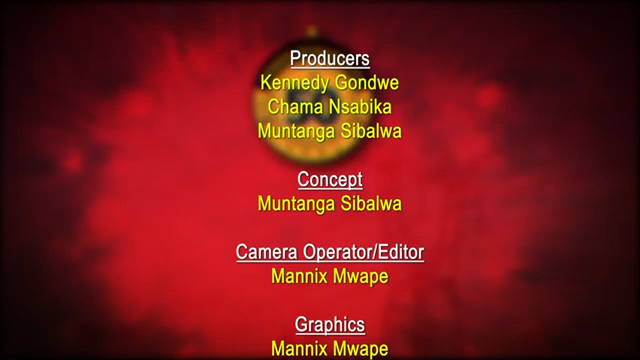 Producers
Kennedy Gondwe
Chama Nsabika
Muntanga Sibalwa
Concept
Muntanga Sibalwa
Camera Operator/Editor
Mannix Mwape
Graphics
Mannix Mwape